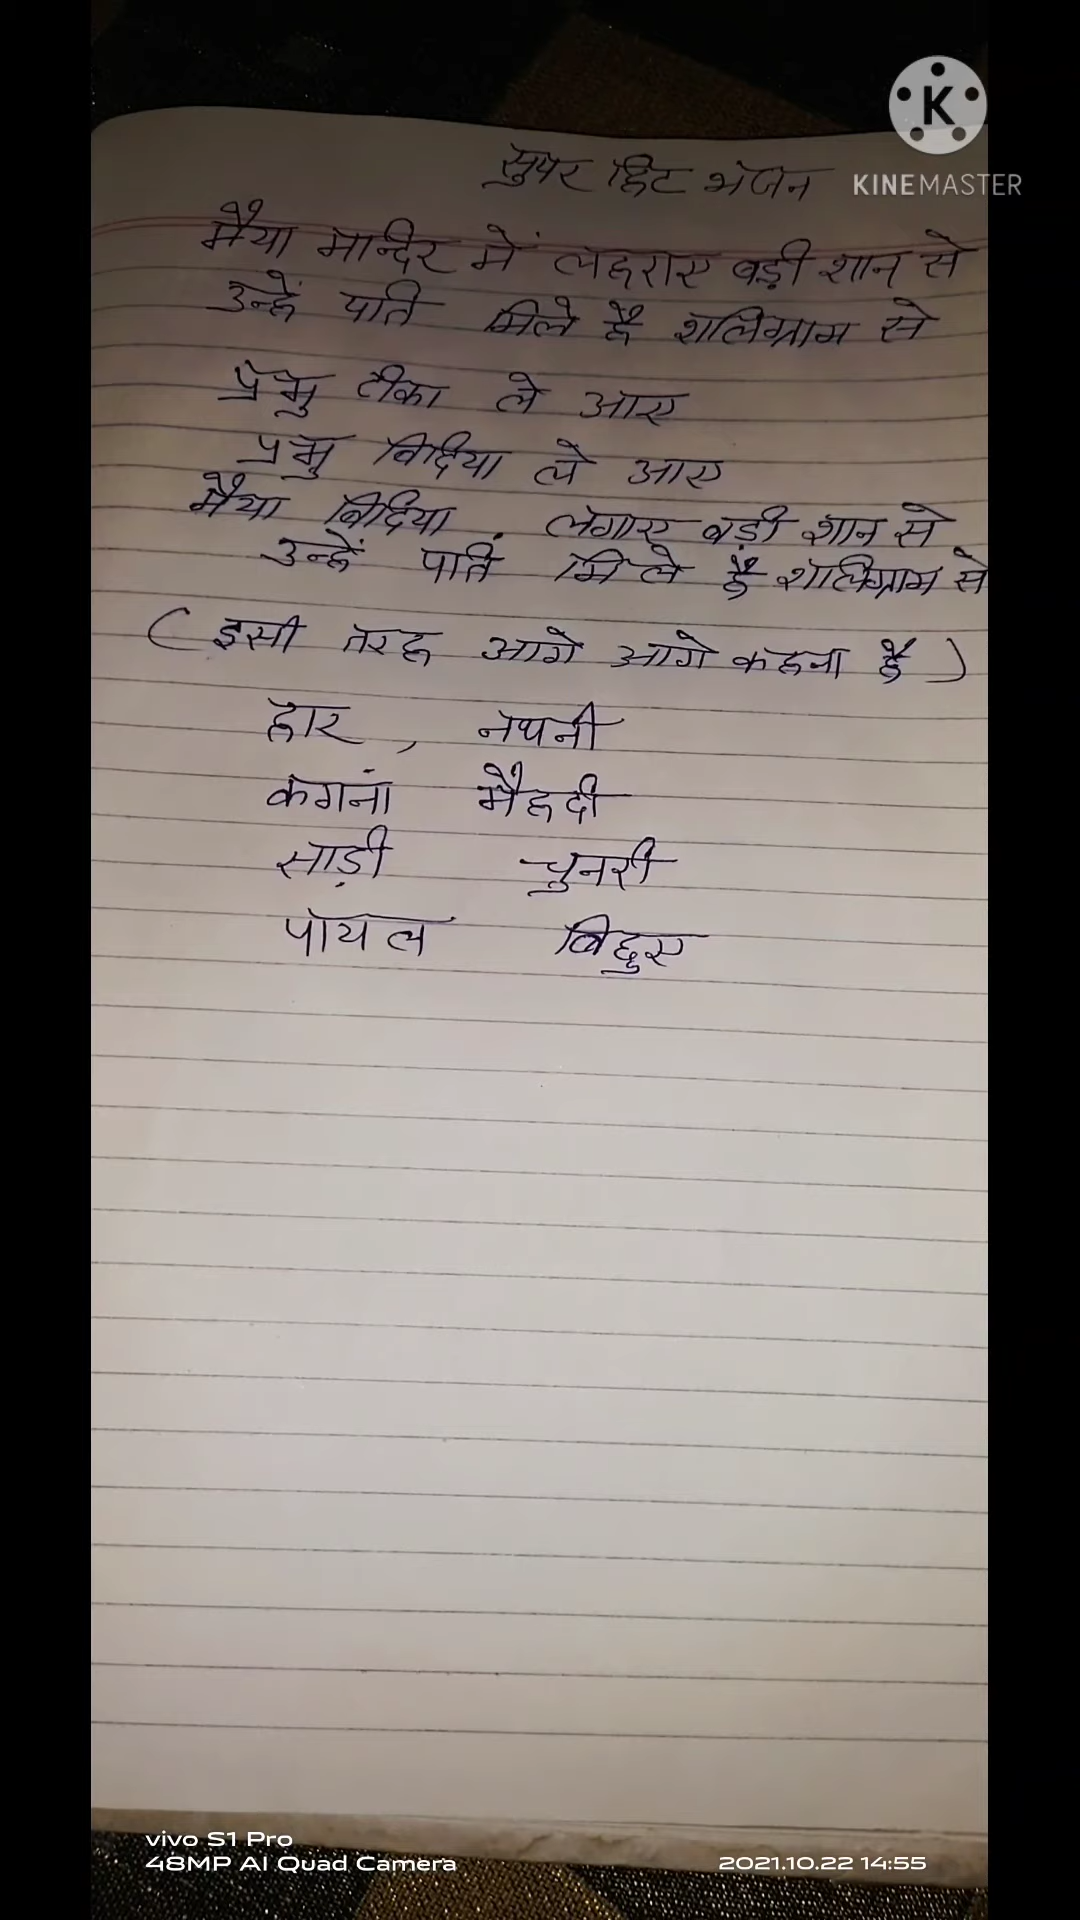 K
KINEMASTER
सुपर हिट भजन
मैया मन्दिर में लहराए बड़ी शान से
उन्हें पति मिले है शालिग्राम से
प्रभु टीका ले आए
प्रभु बिंदिया ले आए
मैया बिंदिया लगाए बड़ी शान से
उन्हें पति मिले है शालिग्राम से
( इसी तरह आगे आगे कहना है )
हार , नथनी
कंगना मैंहदी
साड़ी चुनरी
पायल बिछुए
vivo S1 Pro
48MP AI Quad Camera 2021.10.22 14:55